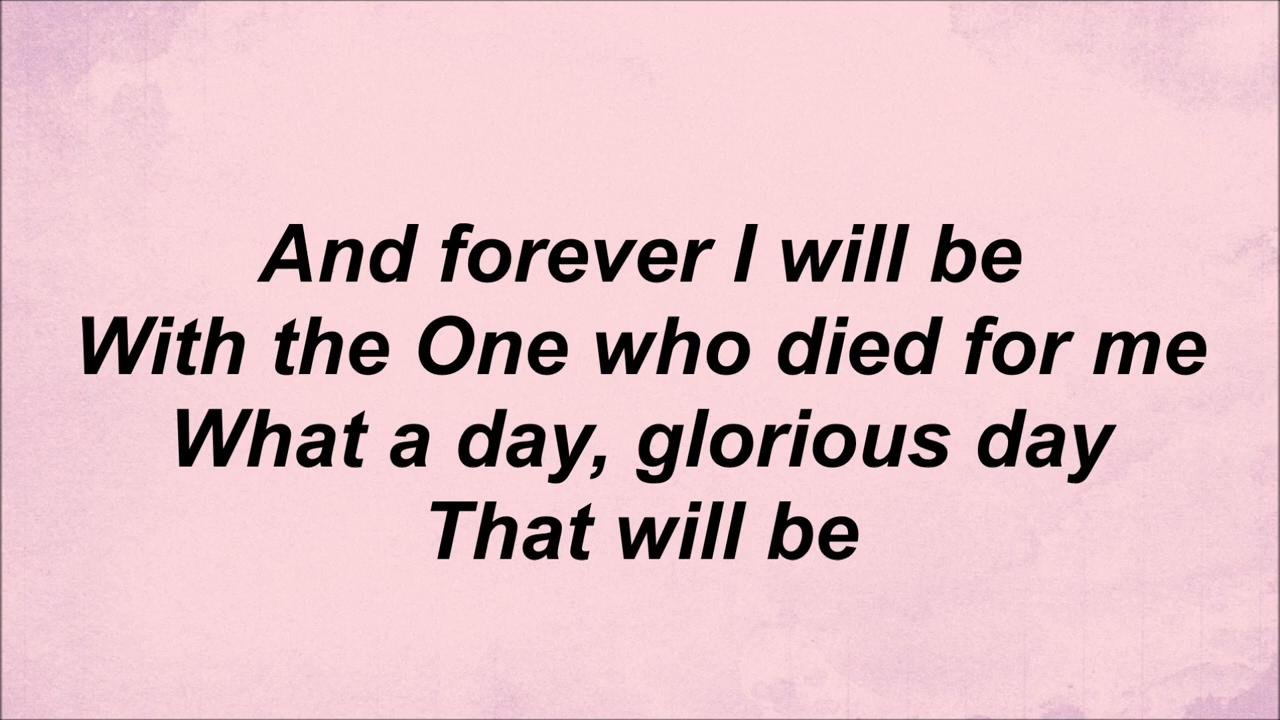 And forever I will be
With the One who died for me
What a day, glorious day
That will be